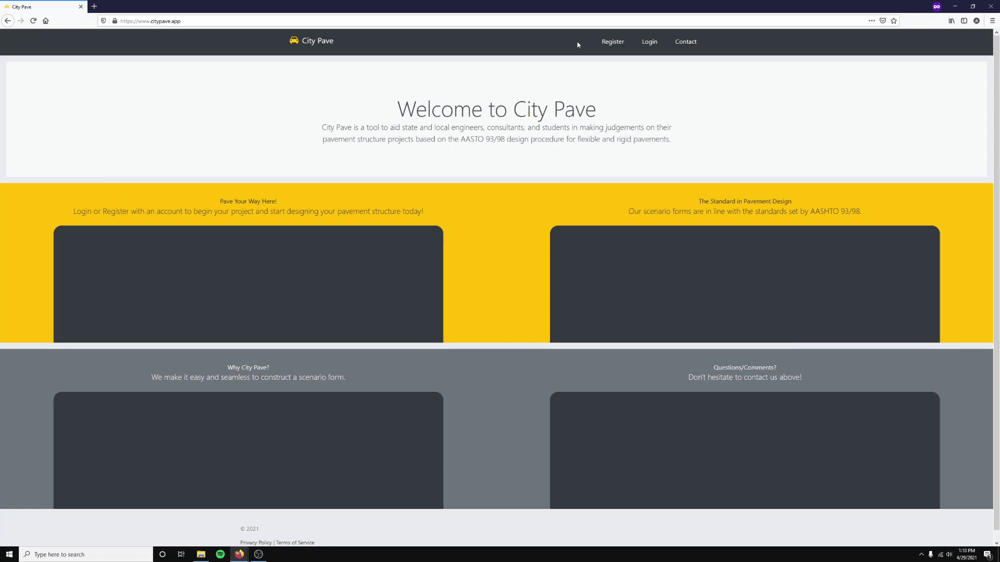 City Pave
https://www.citypave.app
City Pave
Register
Login
Contact
Welcome to City Pave
City Pave is a tool to aid state and local engineers, consultants, and students in making judgements on their
pavement structure projects based on the AASTO 93/98 design procedure for flexible and rigid pavements.
Pave Your Way Here!
Login or Register with an account to begin your project and start designing your pavement structure today!
The Standard in Pavement Design
Our scenario forms are in line with the standards set by AASHTO 93/98.
Why City Pave?
We make it easy and seamless to construct a scenario form.
Questions/Comments?
Don't hesitate to contact us above!
© 2021
Privacy Policy | Terms of Service
Type here to search
1:10 PM
4/29/2021